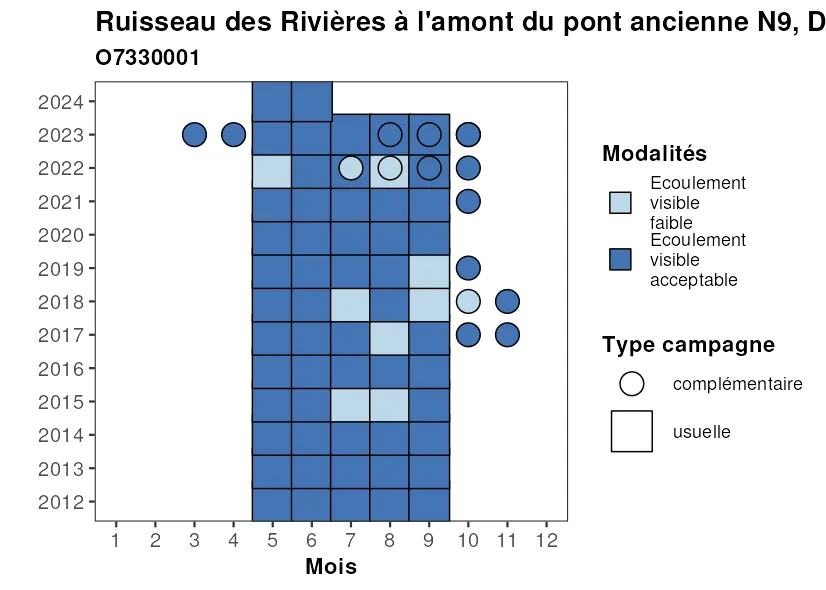 Ruisseau des Rivières à l'amont du pont ancienne N9, D
O7330001
2024
2023
2022
2021
2020
2019
2018
2017
2016
2015
2014
2013
2012
1 2 3 4 5 6 7 8 9 10 11 12
Mois
Modalités
Ecoulement
visible
faible
Ecoulement
visible
acceptable
Type campagne
complémentaire
usuelle